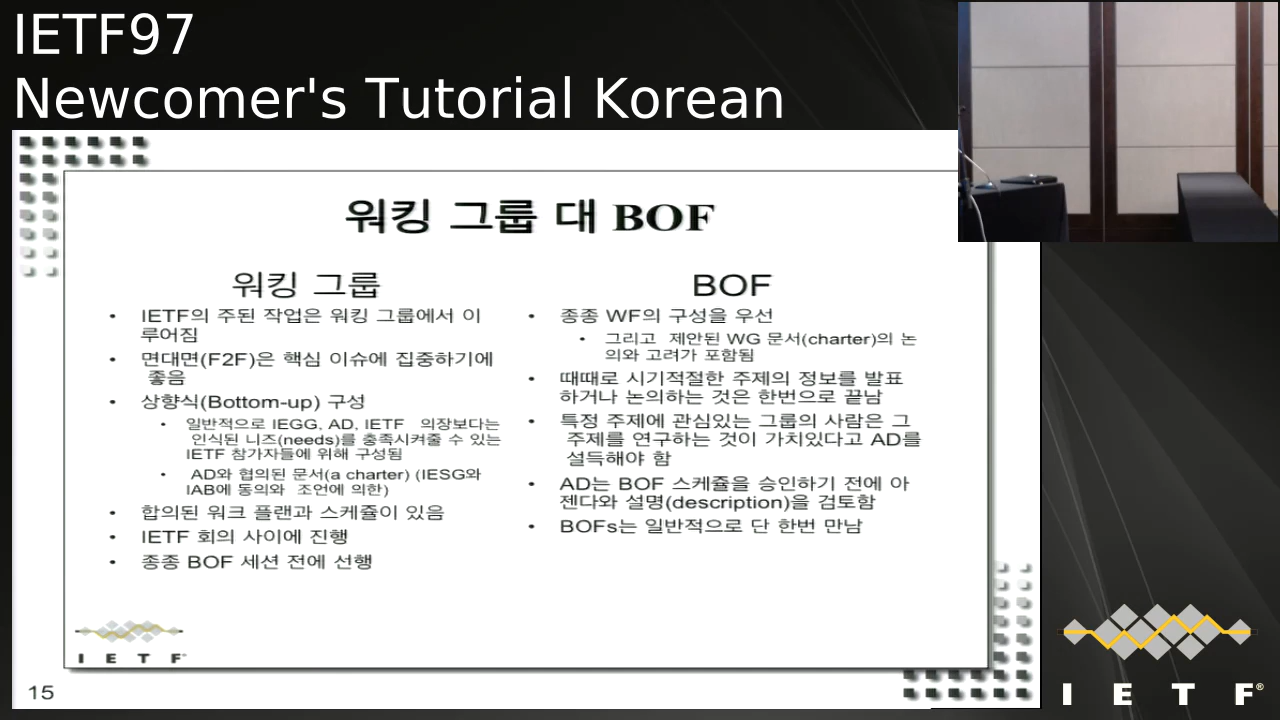 IETF97
Newcomer's Tutorial Korean
워킹 그룹 대 BOF
워킹 그룹
• IETF의 주된 작업은 워킹 그룹에서 이
루어짐
• 면대면(F2F)은 핵심 이슈에 집중하기에
좋음
• 상향식(Bottom-up) 구성
• 일반적으로 IEGG, AD, IETF 의장보다는
인식된 니즈(needs)를 충족시켜줄 수 있는
IETF 참가자들에 위해 구성됨
• AD와 협의된 문서(a charter) (IESG와
IAB에 동의와 조언에 의한)
• 합의된 워크 플랜과 스케쥴이 있음
• IETF 회의 사이에 진행
• 종종 BOF 세션 전에 선행
BOF
• 종종 WF의 구성을 우선
• 그리고 제안된 WG 문서(charter)의 논
의와 고려가 포함됨
• 때때로 시기적절한 주제의 정보를 발표
하거나 논의하는 것은 한번으로 끝남
• 특정 주제에 관심있는 그룹의 사람은 그
주제를 연구하는 것이 가치있다고 AD를
설득해야 함
• AD는 BOF 스케쥴을 승인하기 전에 아
젠다와 설명(description)을 검토함
• BOFs는 일반적으로 단 한번 만남
I E T F
15
I E T F®